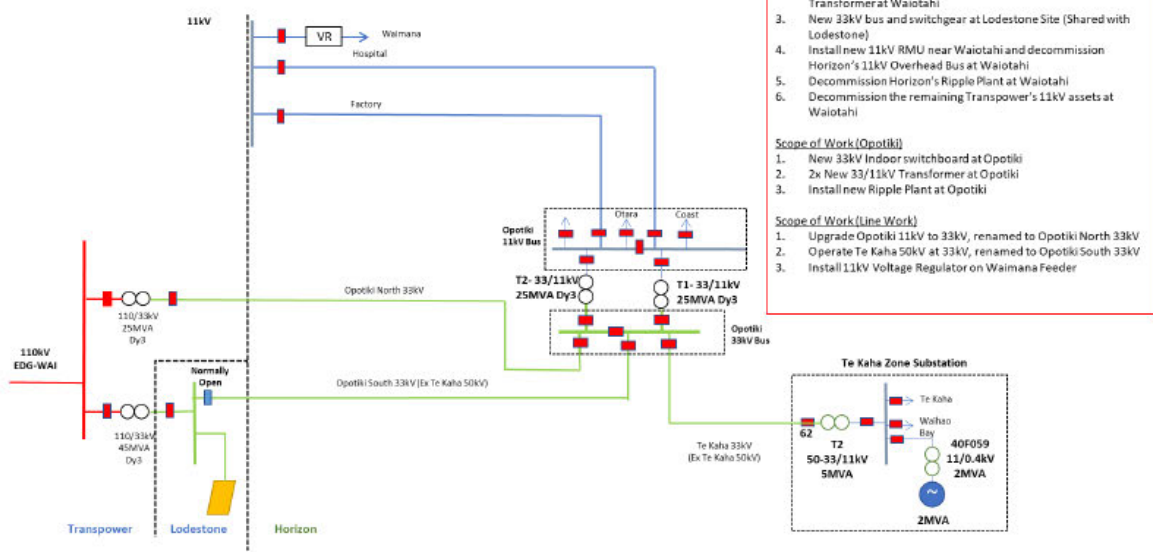 Transformer at Waiotahi
3. New 33kV bus and switchgear at Lodestone Site (Shared with
Lodestone)
4. Install new 11kV RMU near Waiotahi and decommission
Horizon's 11kV Overhead Bus at Waiotahi
5. Decommission Horizon's Ripple Plant at Waiotahi
6. Decommission the remaining Transpower's 11kV assets at
Waiotahi
Scope of Work (Opotiki)
1. New 33kV Indoor switchboard at Opotiki
2. 2x New 33/11kV Transformer at Opotiki
3. Install new Ripple Plant at Opotiki
Scope of Work (Line Work)
1. Upgrade Opotiki 11kV to 33kV, renamed to Opotiki North 33kV
2. Operate Te Kaha 50kV at 33kV, renamed to Opotiki South 33kV
3. Install 11kV Voltage Regulator on Waimana Feeder
11kV
VR
Waimana
Hospital
Factory
Opotiki
11kV Bus
Otara
Coast
T2- 33/11kV
25MVA Dy3
T1- 33/11kV
25MVA Dy3
Opotiki
33kV Bus
Opotiki North 33kV
110/33kV
25MVA
Dy3
110kV
EDG-WAI
Normally
Open
Opotiki South 33kV (Ex Te Kaha 50kV)
110/33kV
45MVA
Dy3
Te Kaha 33kV
(Ex Te Kaha 50kV)
Te Kaha Zone Substation
62
T2
50-33/11kV
5MVA
Te Kaha
Waihao
Bay
40F059
11/0.4kV
2MVA
~
2MVA
Transpower
Lodestone
Horizon